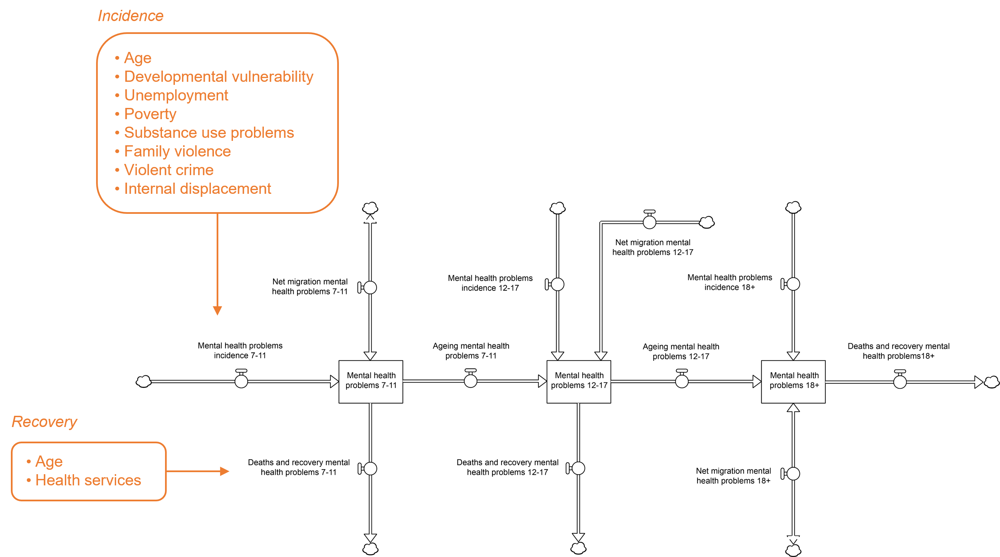 Incidence
• Age
• Developmental vulnerability
• Unemployment
• Poverty
• Substance use problems
• Family violence
• Violent crime
• Internal displacement
Net migration mental
health problems 12-17
Net migration mental
health problems 7-11
Mental health problems
incidence 12-17
Mental health problems
incidence 18+
Mental health problems
incidence 7-11
Ageing mental health
problems 7-11
Ageing mental health
problems 12-17
Deaths and recovery mental
health problems18+
Mental health
problems 7-11
Mental health
problems 12-17
Mental health
problems 18+
Recovery
• Age
• Health services
Deaths and recovery mental
health problems 7-11
Deaths and recovery mental
health problems 12-17
Net migration mental
health problems 18+